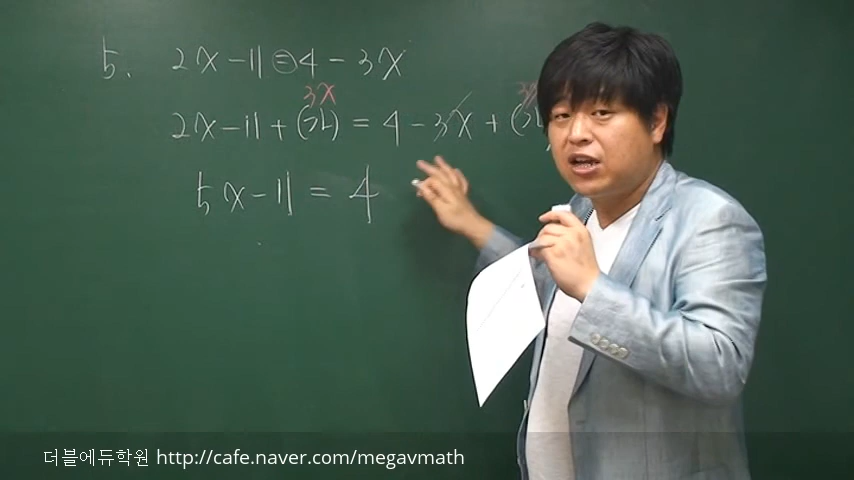 5. 2x-11=4-3x
3x 3x
2x-11+(가)=4-3x+(가
5x-11=4
더블에듀학원 http://cafe.naver.com/megavmath